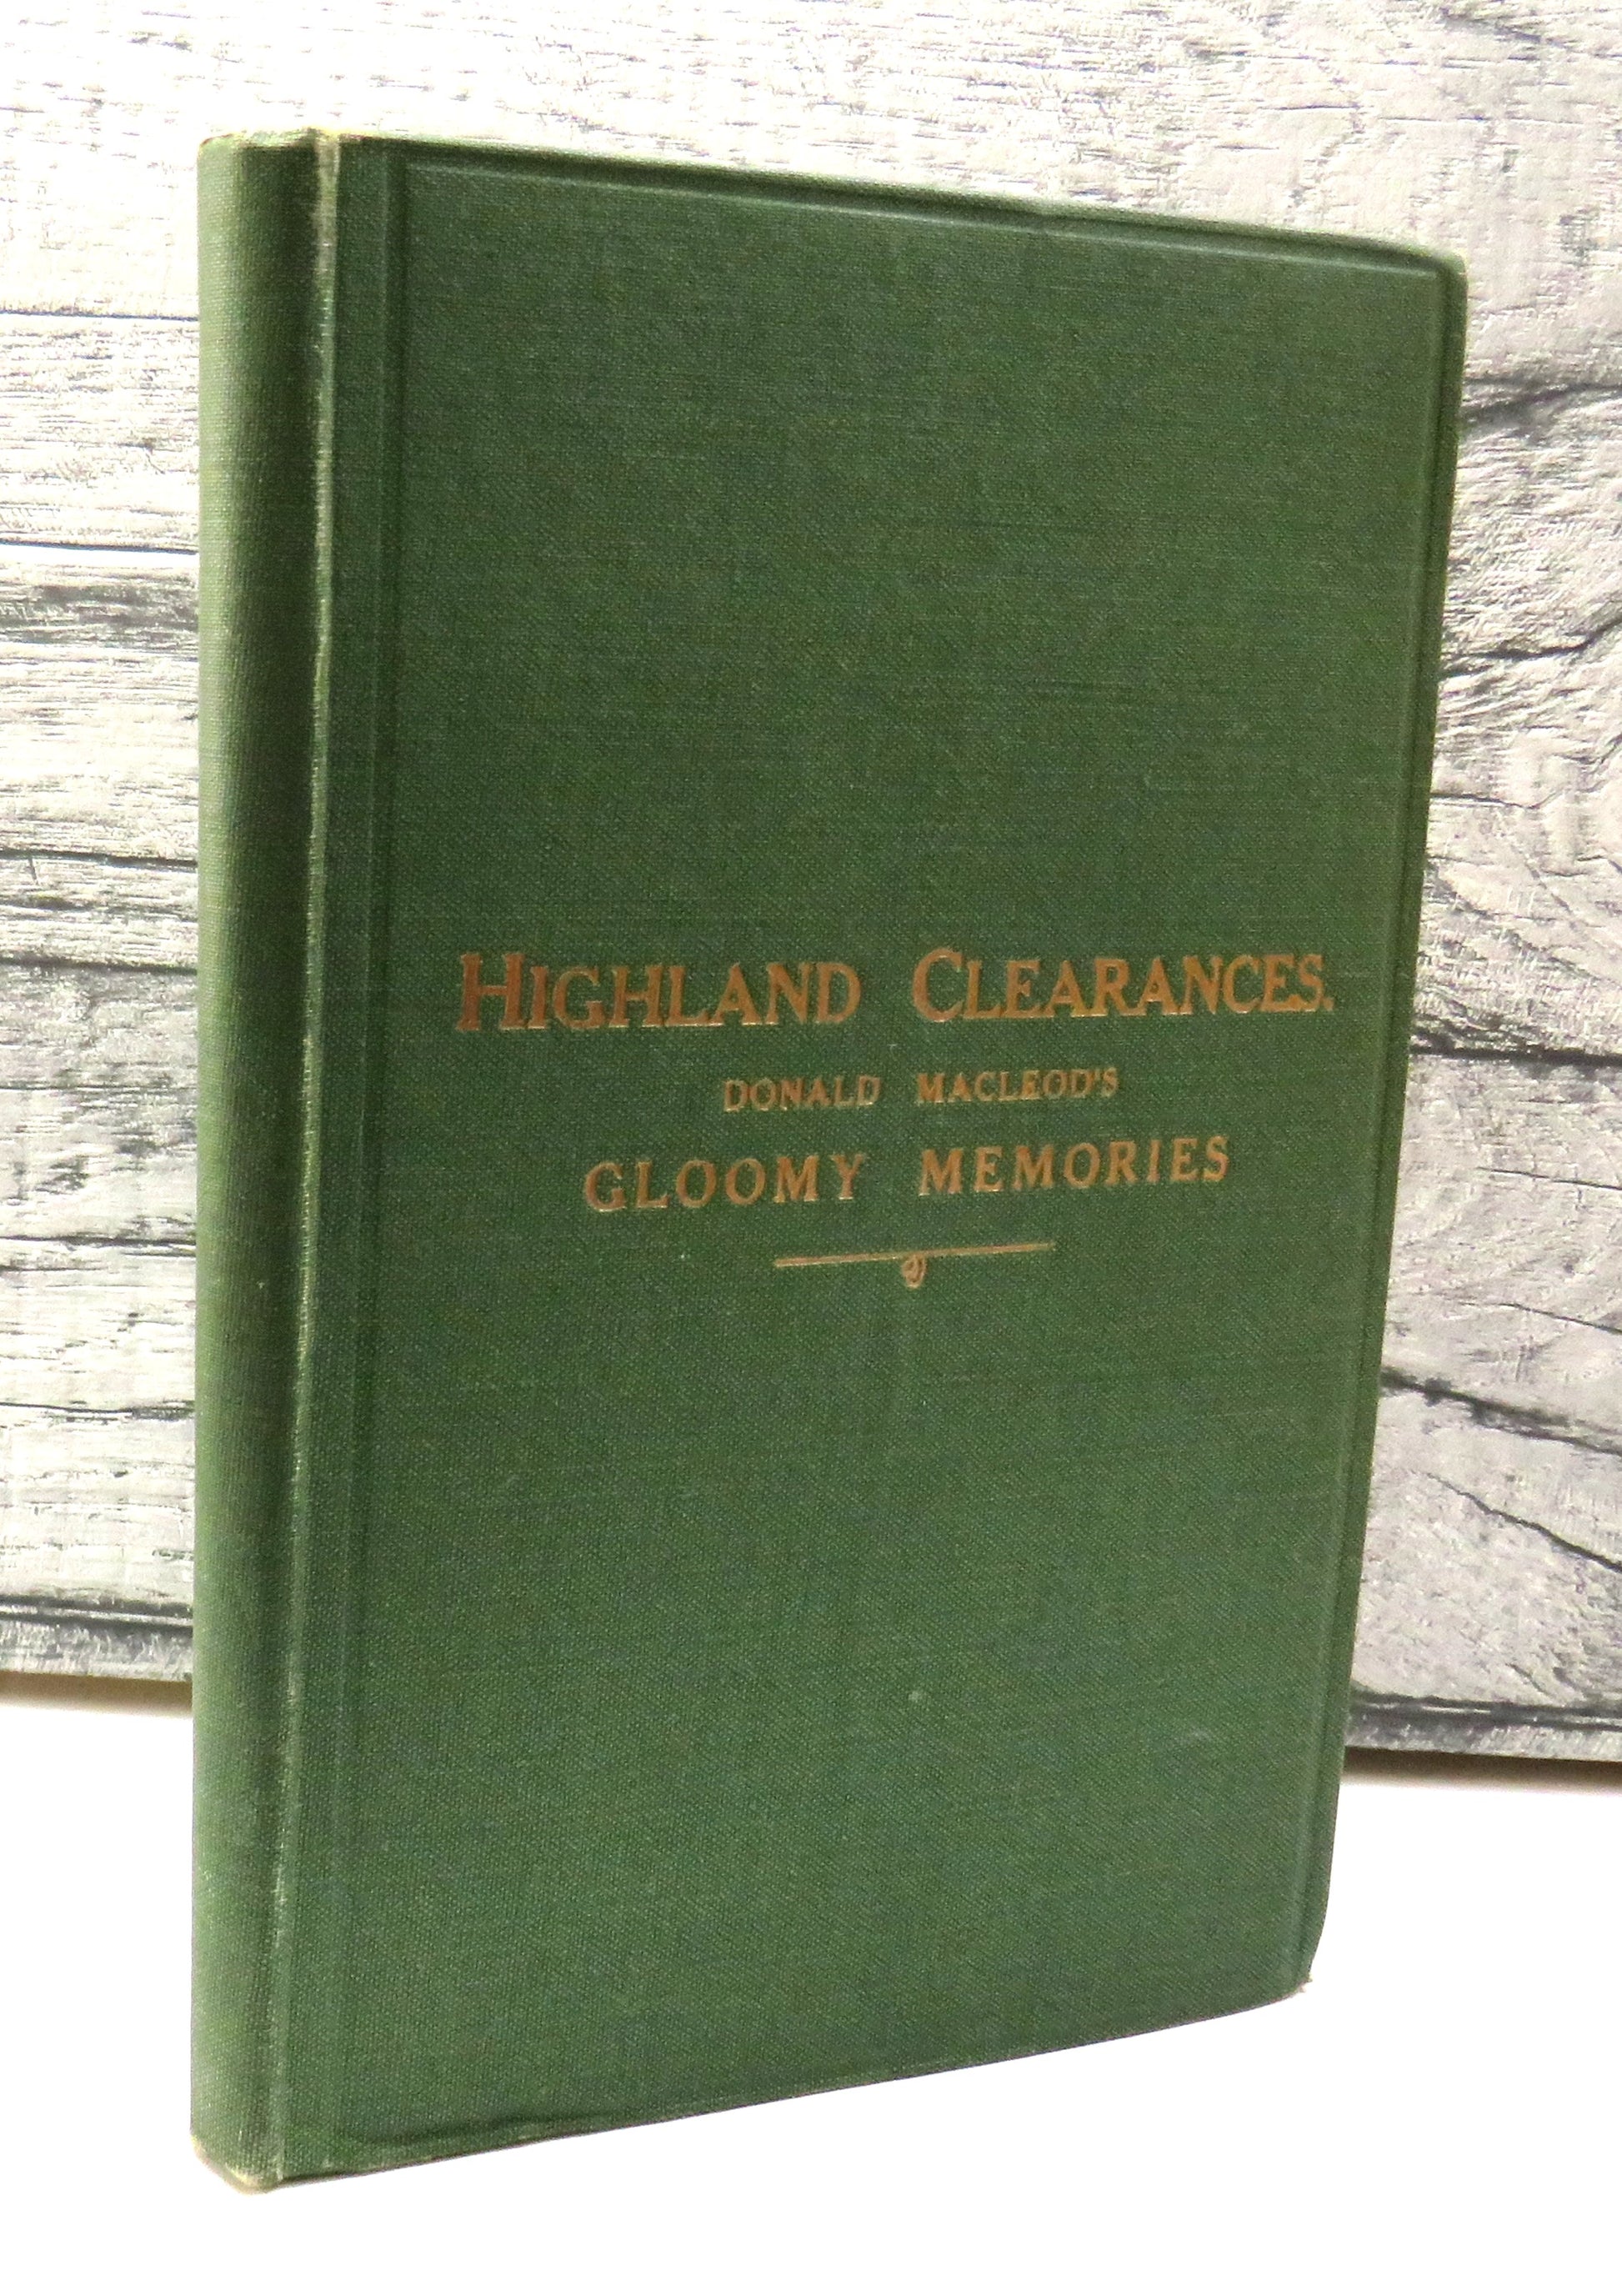 HIGHLAND CLEARANCES.
DONALD MACLEOD'S
GLOOMY MEMORIES